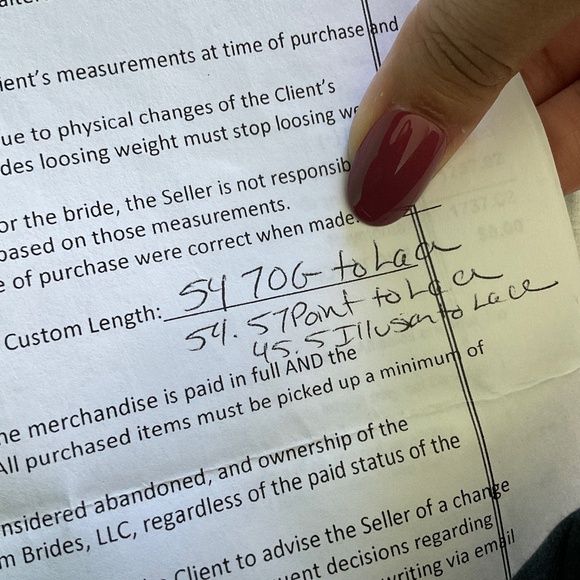 ient's measurements at time of purchase and
ue to physical changes of the Client's
des loosing weight must stop loosing
or the bride, the Seller is not responsib
based on those measurements.
e of purchase were correct when made.
Custom Length: 54 70G to Lace
54.57Point to Lace
45.5 Illusion to Lace
he merchandise is paid in full AND the
All purchased items must be picked up a minimum of
nsidered abandoned, and ownership of the
m Brides, LLC, regardless of the paid status of the
Client to advise the Seller of a change
uent decisions regarding
writing via email